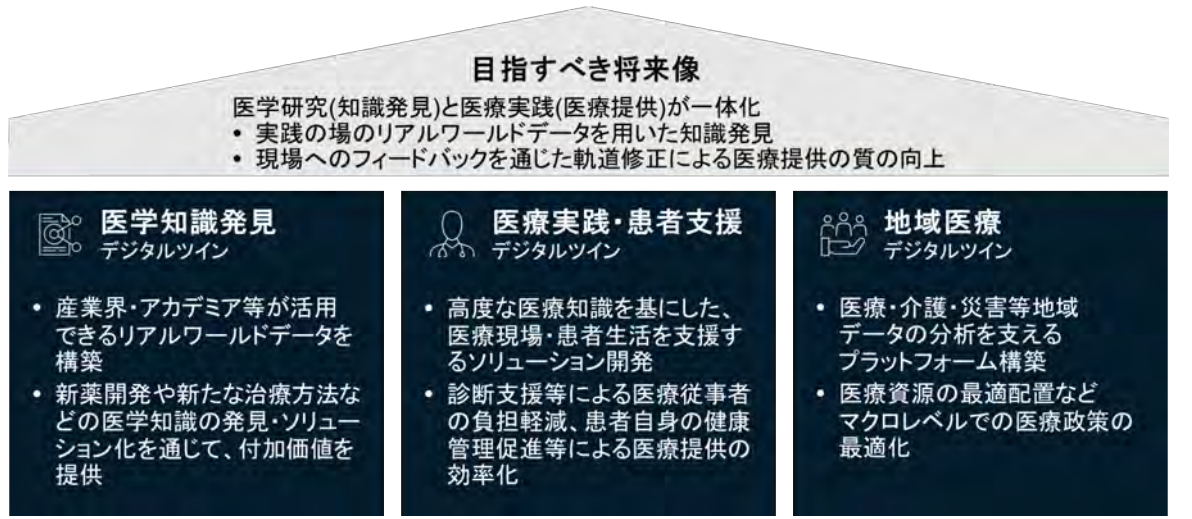 目指すべき将来像
医学研究(知識発見)と医療実践(医療提供)が一体化
• 実践の場のリアルワールドデータを用いた知識発見
• 現場へのフィードバックを通じた軌道修正による医療提供の質の向上
医学知識発見
デジタルツイン
• 産業界・アカデミア等が活用
できるリアルワールドデータを
構築
• 新薬開発や新たな治療方法な
どの医学知識の発見・ソリュー
ション化を通じて、付加価値を
提供
医療実践・患者支援
デジタルツイン
• 高度な医療知識を基にした、
医療現場・患者生活を支援す
るソリューション開発
• 診断支援等による医療従事者
の負担軽減、患者自身の健康
管理促進等による医療提供の
効率化
地域医療
デジタルツイン
• 医療・介護・災害等地域
データの分析を支える
プラットフォーム構築
• 医療資源の最適配置など
マクロレベルでの医療政策の
最適化